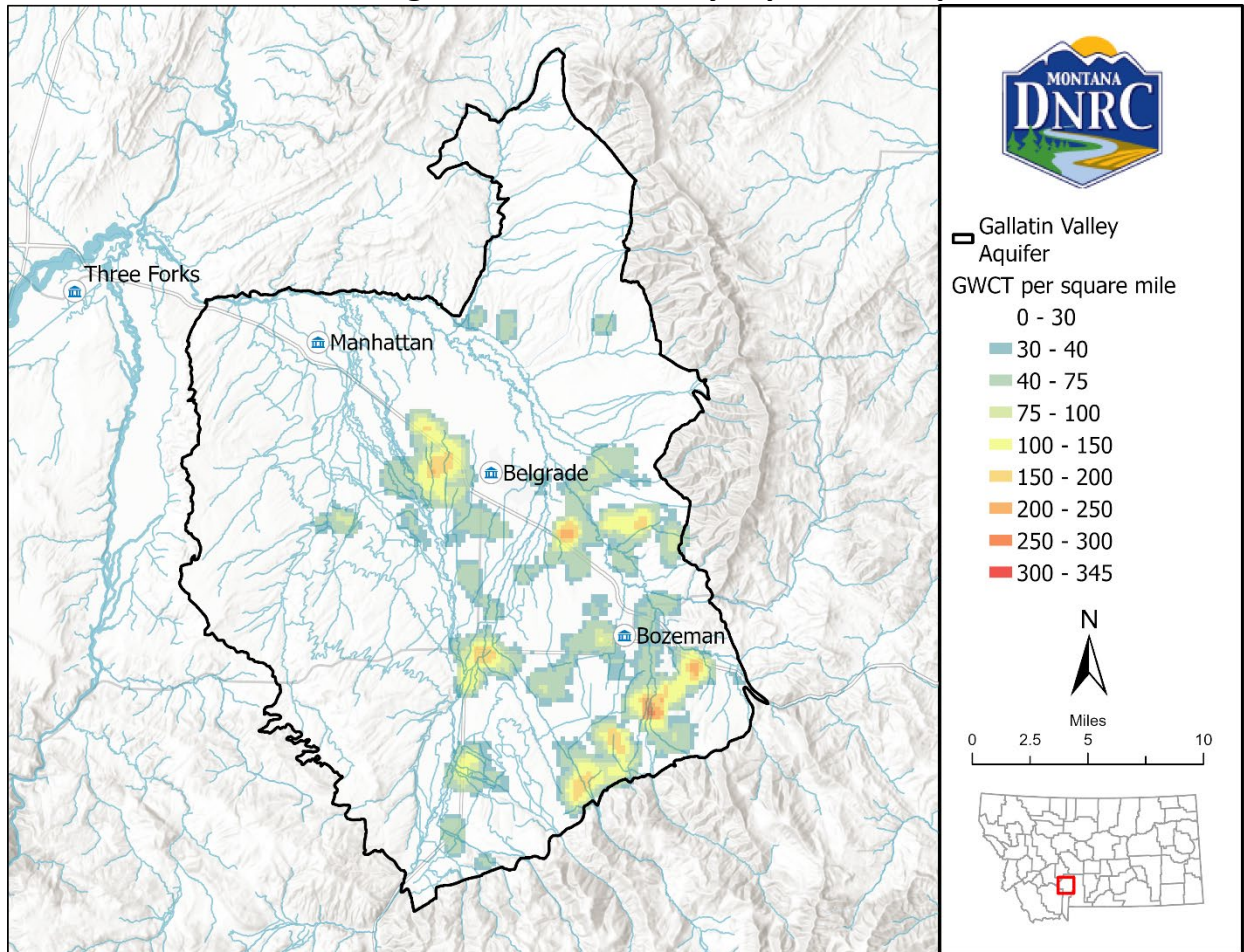 Three Forks
Manhattan
Belgrade
Bozeman
MONTANA
DNRC
Gallatin Valley
Aquifer
GWCT per square mile
0 - 30
30 - 40
40 - 75
75 - 100
100 - 150
150 - 200
200 - 250
250 - 300
300 - 345
N
Miles
0 2.5 5 10